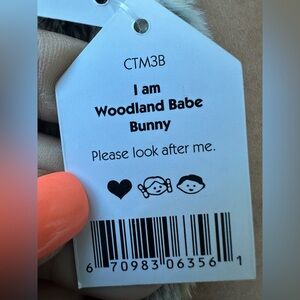 CTM3B
I am
Woodland Babe
Bunny
Please look after me.
6 70983 06356 1